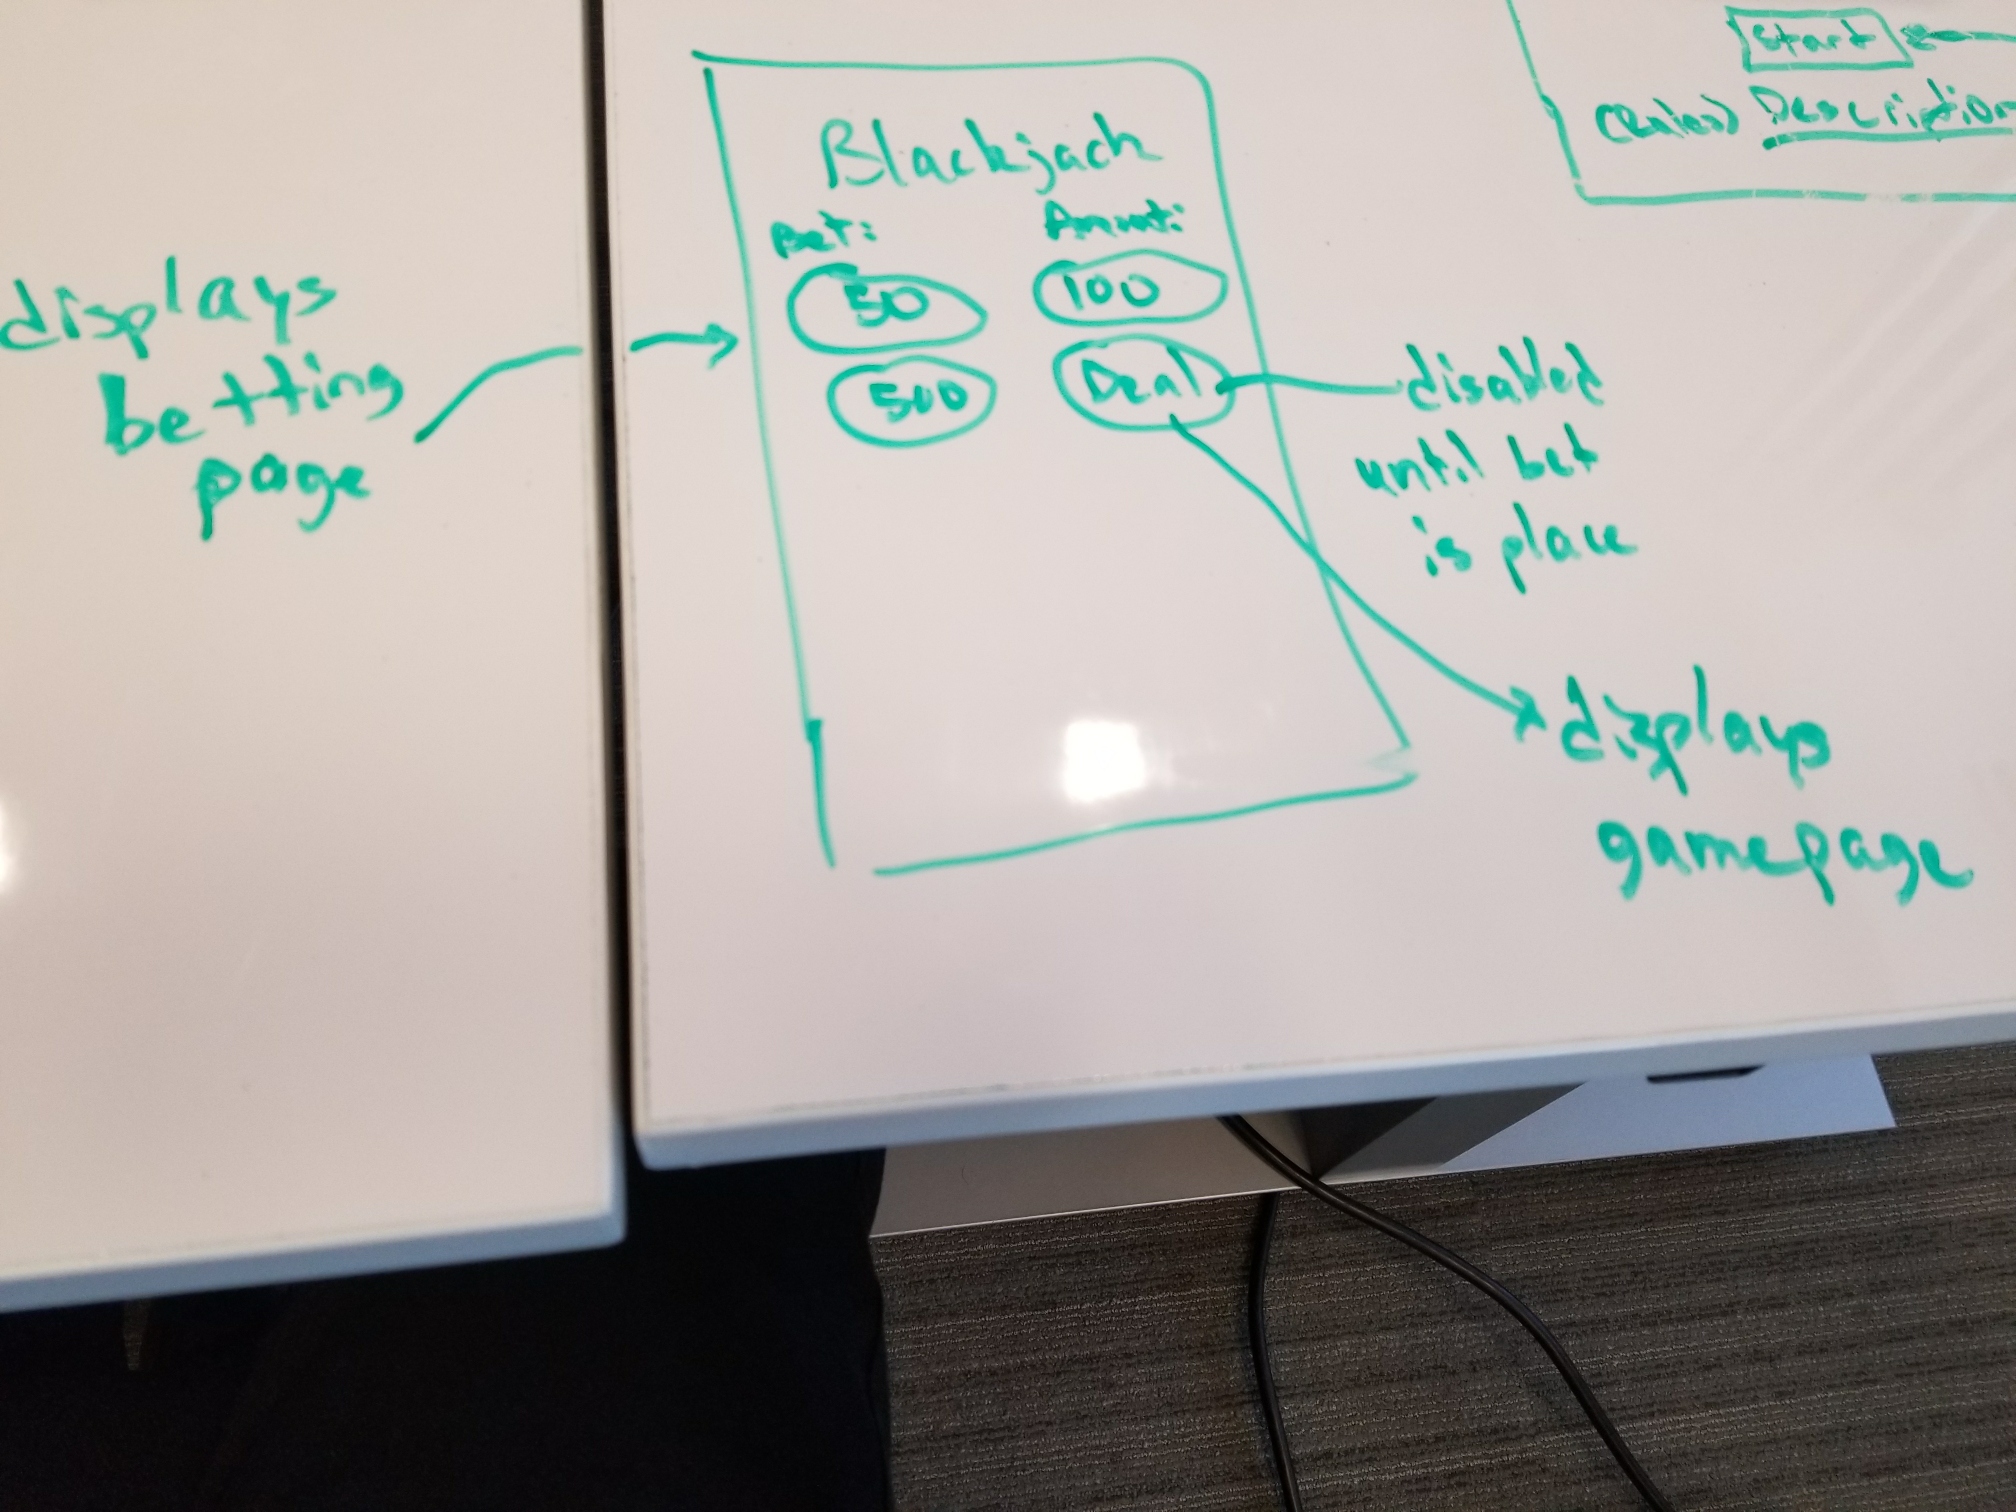 start
(Rules) Description
Blackjack
Bet: Amount:
50 100
500 Deal
displays
betting
page
disabled
until bet
is place
displays
gamepage